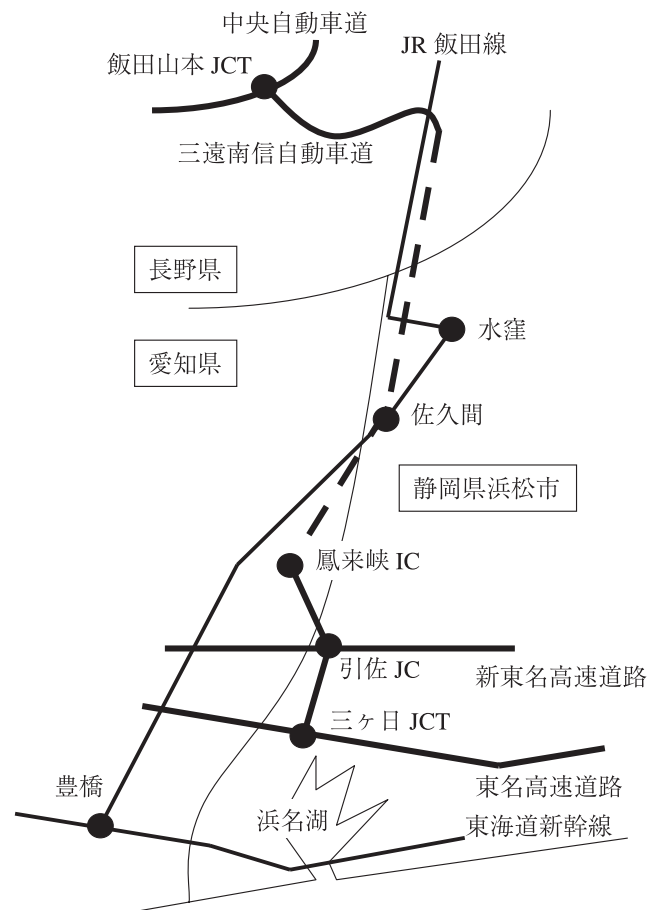 中央自動車道
JR 飯田線
飯田山本 JCT
三遠南信自動車道
長野県
水窪
愛知県
佐久間
静岡県浜松市
鳳来峡 IC
引佐 JC
新東名高速道路
三ヶ日 JCT
豊橋
東名高速道路
浜名湖
東海道新幹線